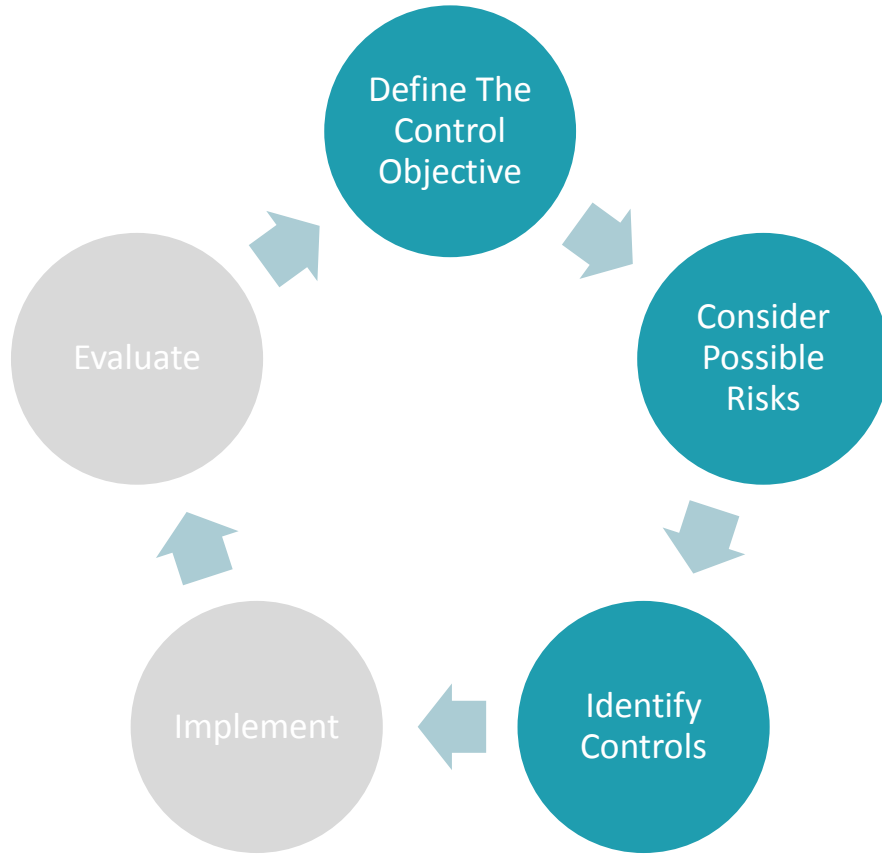 Define The
Control
Objective
Consider
Possible
Risks
Identify
Controls
Implement
Evaluate